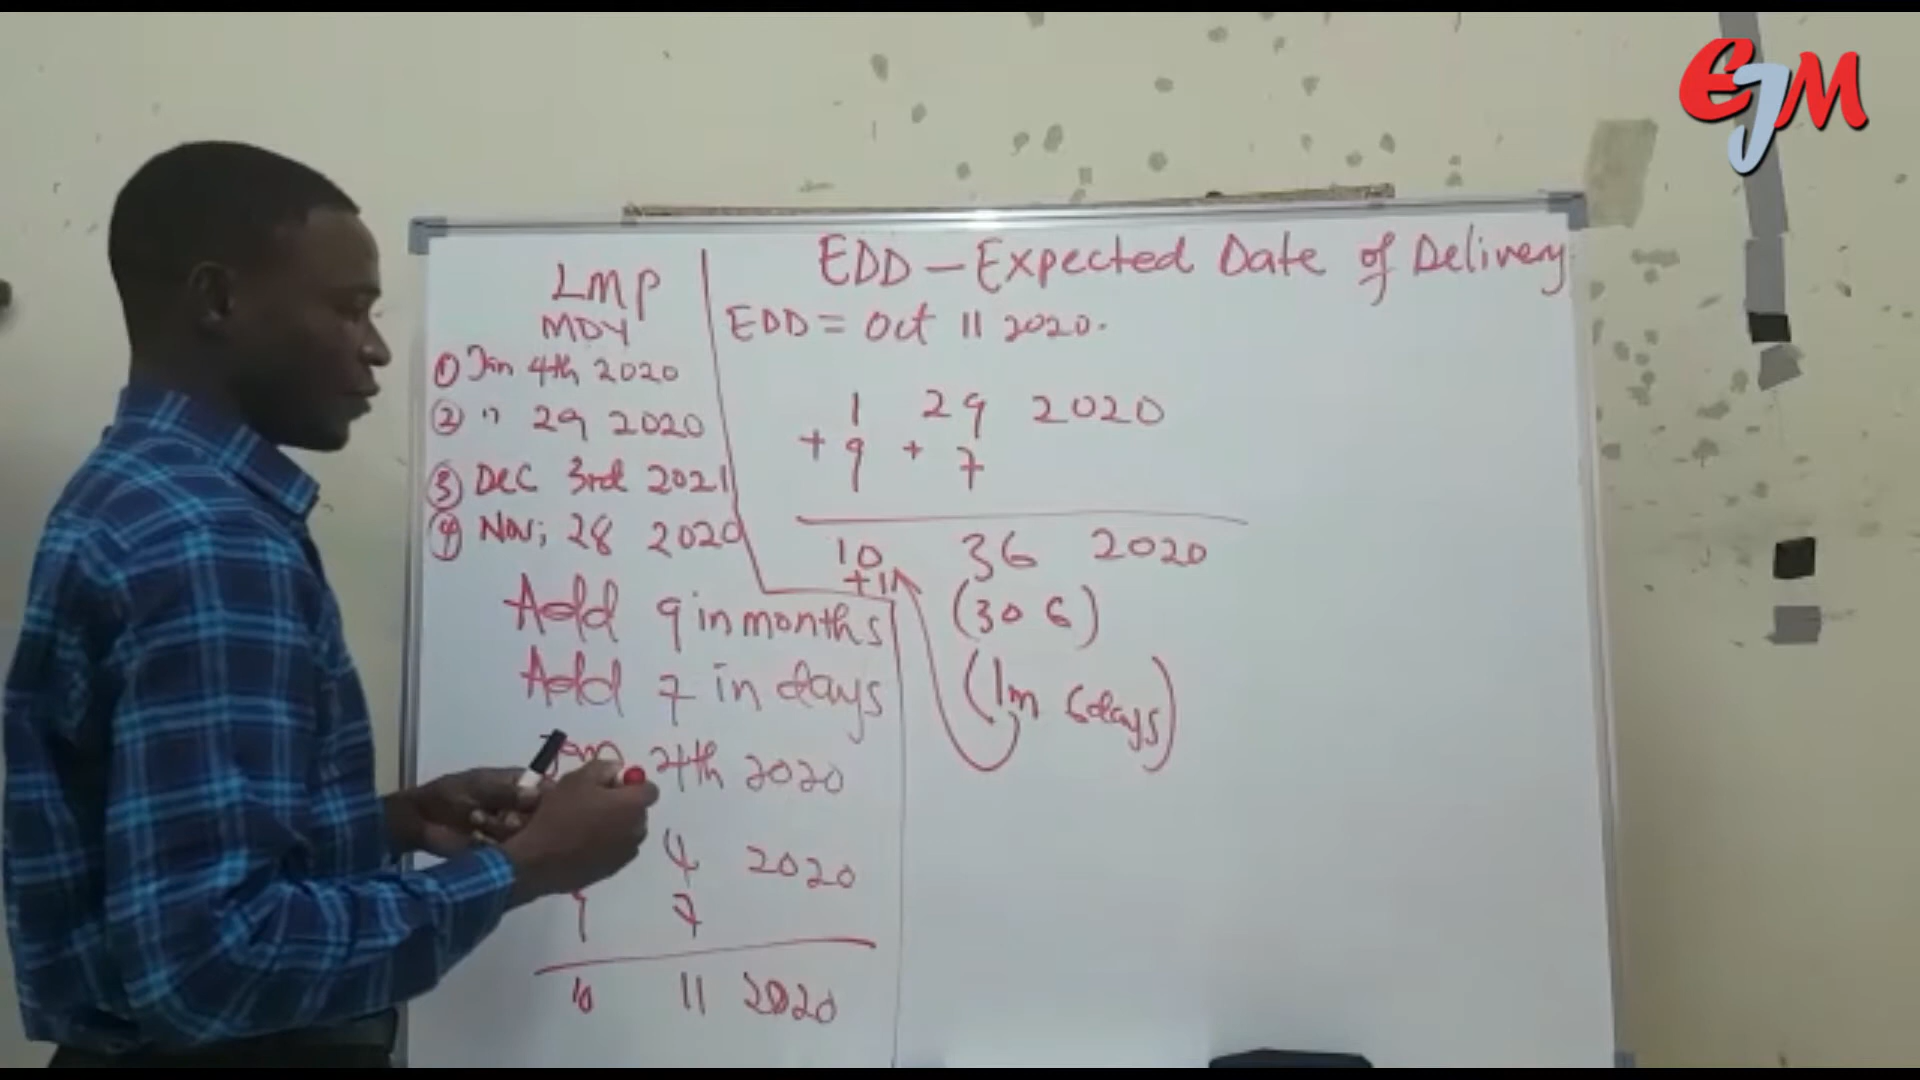 EJM
EDD – Expected Date of Delivery
LMP
MDY
EDD = Oct 11 2020.
① Jan 4th 2020
② " 29 2020
③ DEC 3rd 2021
④ Nov; 28 2020
Add 9 in months
Add 7 in days
4th 2020
4 2020
9 7
10 11 2020
1 29 2020
+ 9 + 7
10 36 2020
+1
(30 6)
(1m 6days)